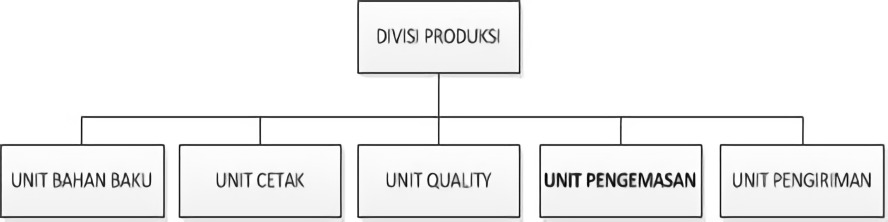 DIVISI PRODUKSI
UNIT BAHAN BAKU
UNIT CETAK
UNIT QUALITY
UNIT PENGEMASAN
UNIT PENGIRIMAN